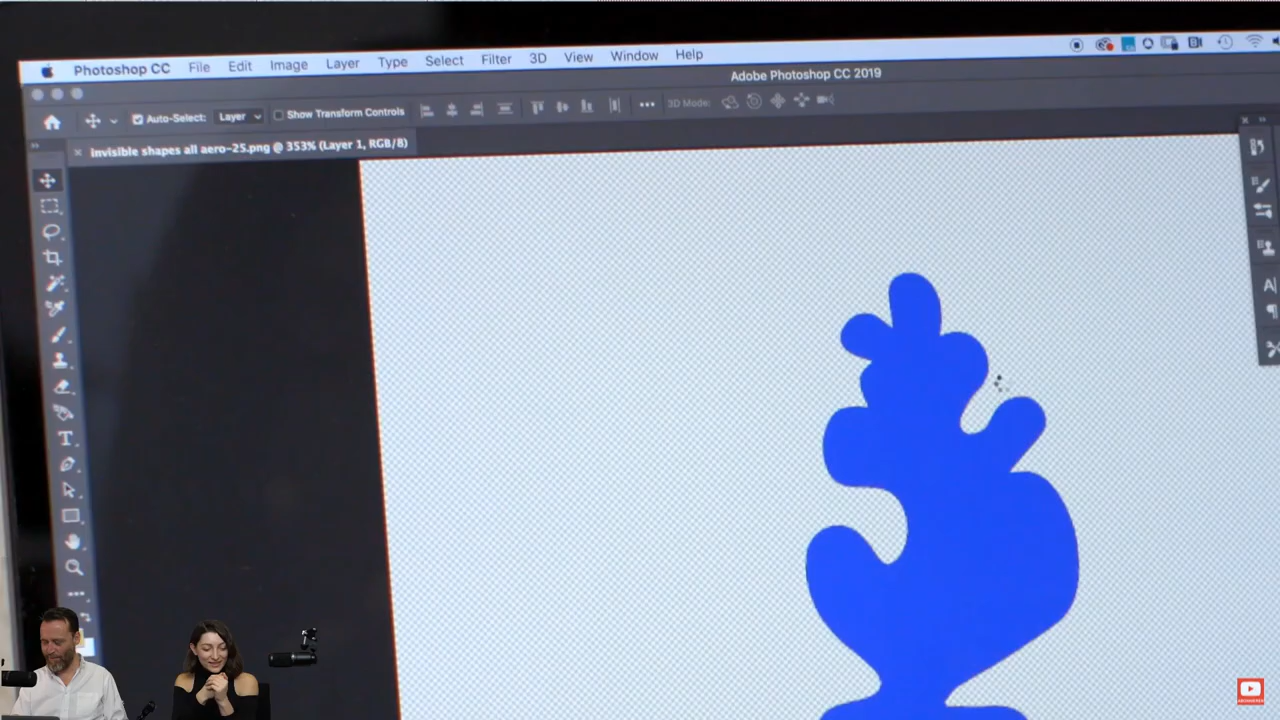 Photoshop CC File Edit Image Layer Type Select Filter 3D View Window Help
Adobe Photoshop CC 2019
Auto-Select: Layer Show Transform Controls 3D Mode:
invisible shapes all aero-25.png @ 353% (Layer 1, RGB/8)